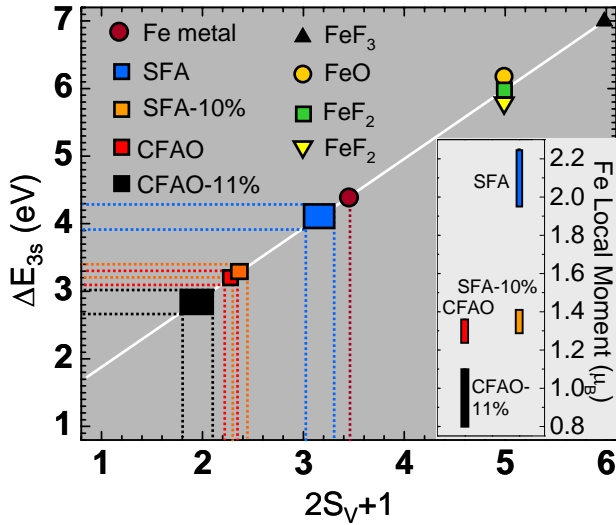 7
6
5
4
3
2
1
ΔE3s (eV)
Fe metal
SFA
SFA-10%
CFAO
CFAO-11%
FeF3
FeO
FeF2
FeF2
SFA
SFA-10%
CFAO
CFAO-
11%
2.2
2.0
1.8
1.6
1.4
1.2
1.0
0.8
Fe Local Moment (μB)
1 2 3 4 5 6
2SV+1